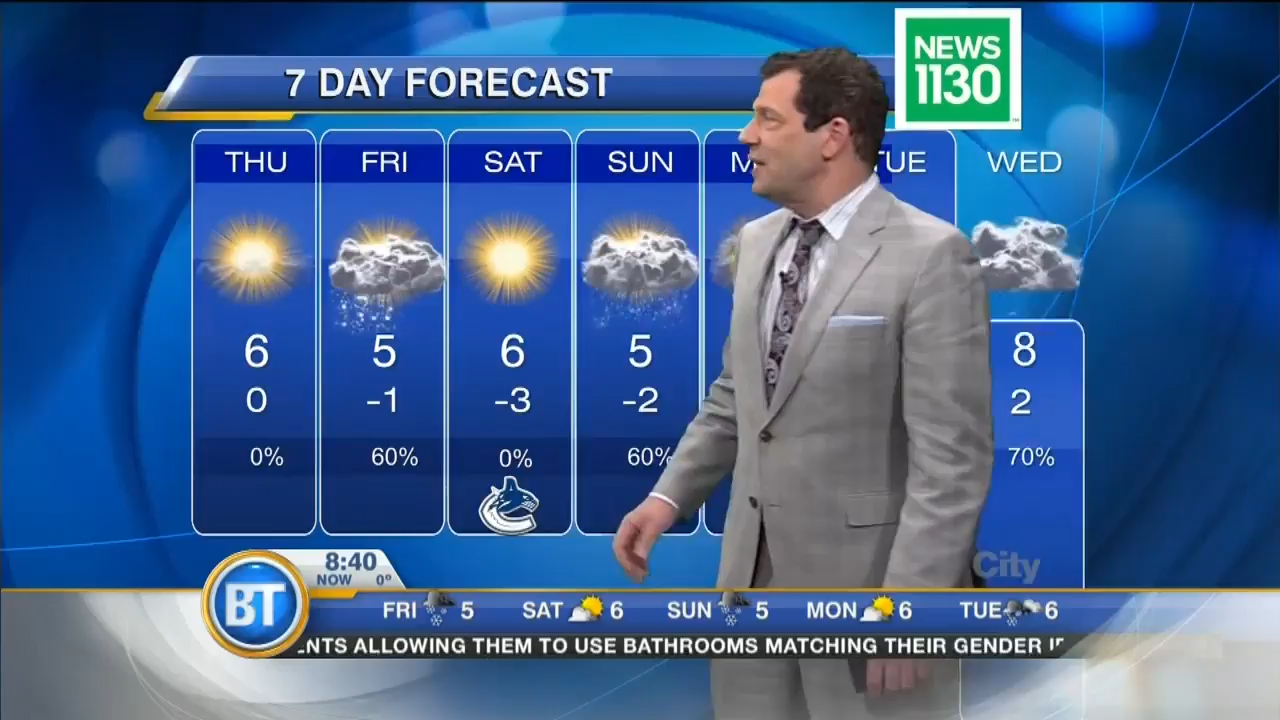 NEWS
1130
7 DAY FORECAST
THU FRI SAT SUN M TUE WED
6 5 6 5 8
0 -1 -3 -2 2
0% 60% 0% 60% 70%
City
BT
8:40
NOW 0°
FRI 5 SAT 6 SUN 5 MON 6 TUE 6
ENTS ALLOWING THEM TO USE BATHROOMS MATCHING THEIR GENDER